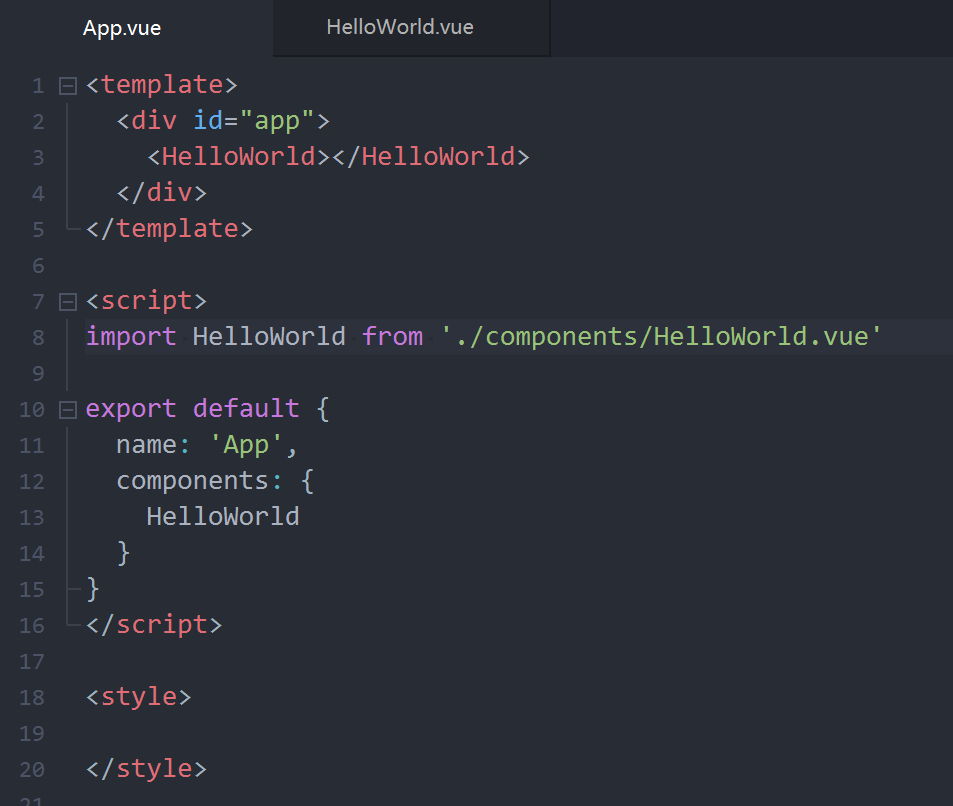 App.vue
HelloWorld.vue
1 <template>
2   <div id="app">
3     <HelloWorld></HelloWorld>
4   </div>
5 </template>
6
7 <script>
8 import HelloWorld from './components/HelloWorld.vue'
9
10 export default {
11   name: 'App',
12   components: {
13     HelloWorld
14   }
15 }
16 </script>
17
18 <style>
19
20 </style>
21